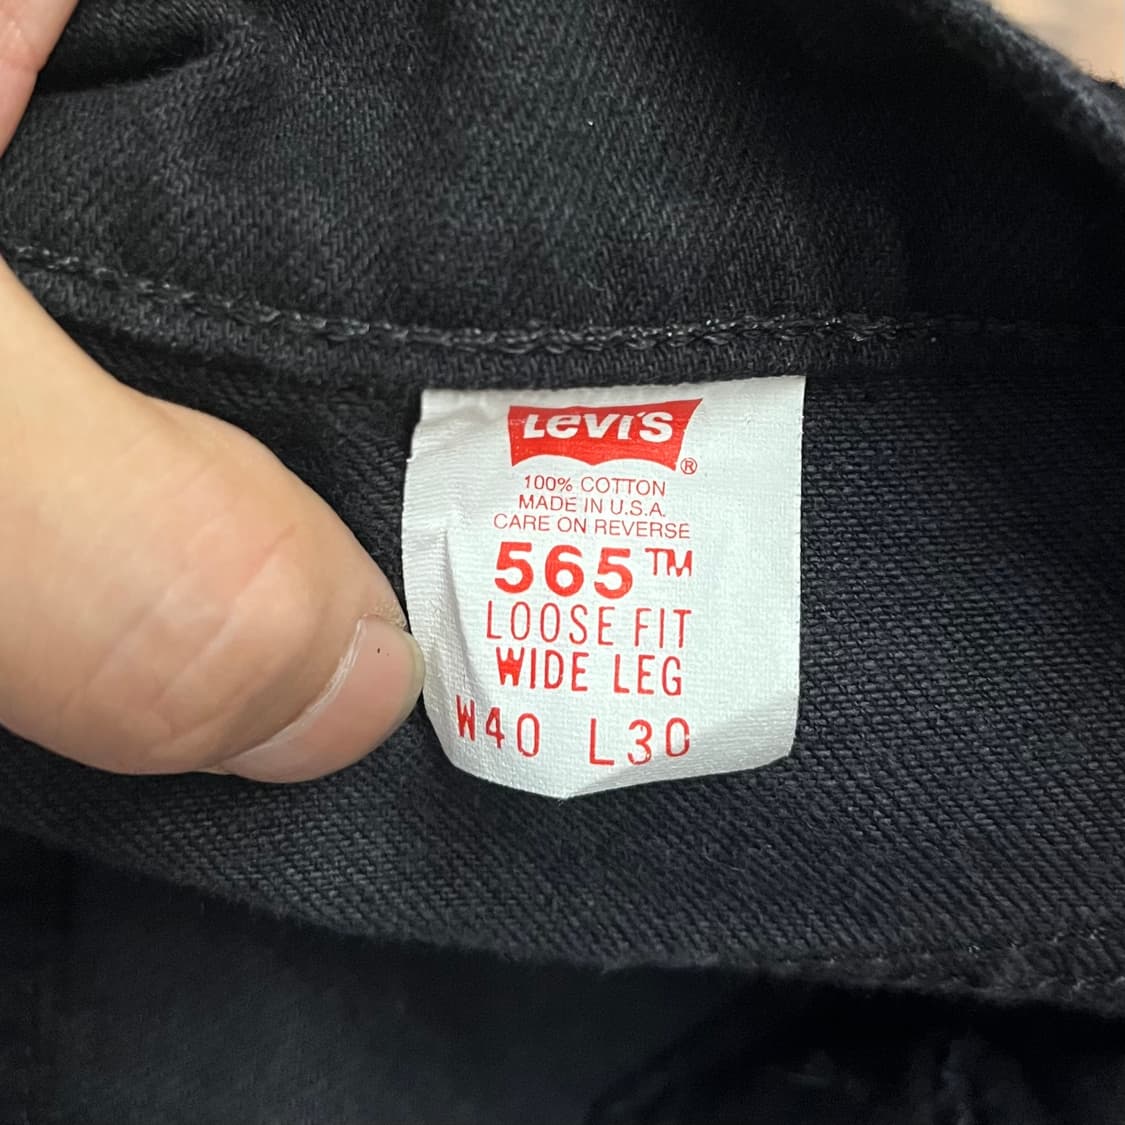 Levi's
®
100% COTTON
MADE IN U.S.A.
CARE ON REVERSE
565™
LOOSE FIT
WIDE LEG
W40 L30